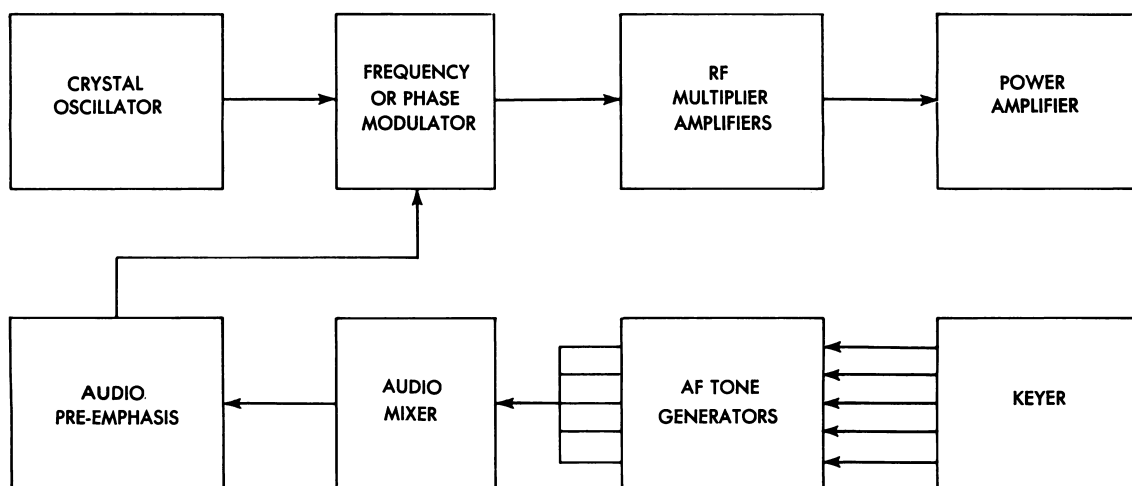 CRYSTAL
OSCILLATOR
FREQUENCY
OR PHASE
MODULATOR
RF
MULTIPLIER
AMPLIFIERS
POWER
AMPLIFIER
AUDIO
PRE-EMPHASIS
AUDIO
MIXER
AF TONE
GENERATORS
KEYER